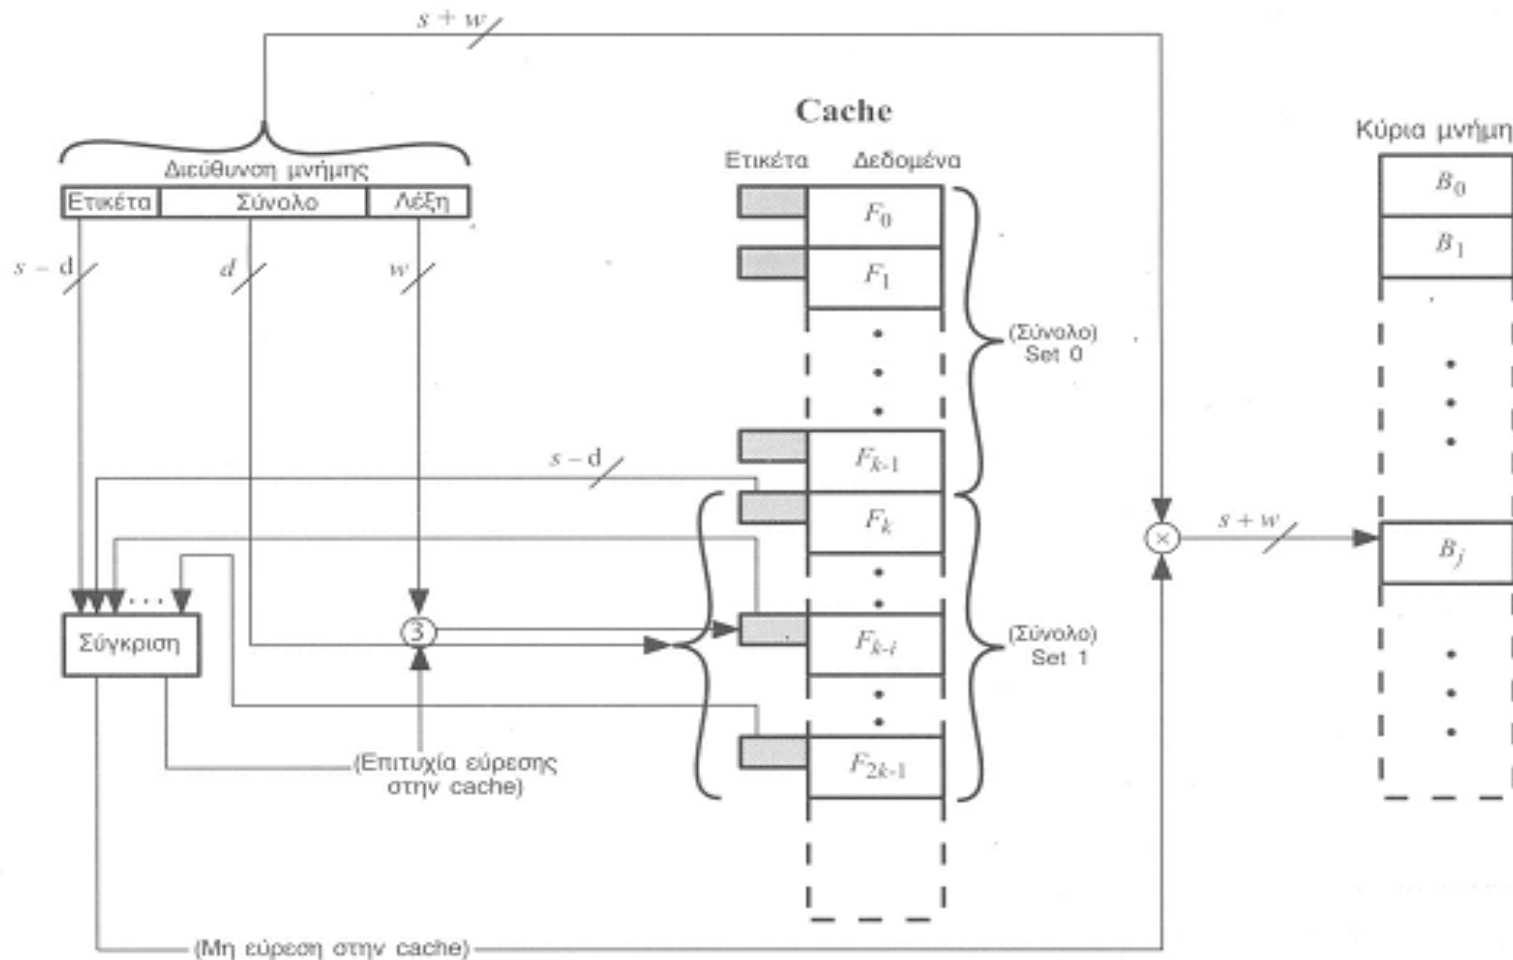 s + w
Cache
Κύρια μνήμη
Διεύθυνση μνήμης
Ετικέτα Δεδομένα
Ετικέτα Σύνολο Λέξη
F0
B0
s – d d w
F1
B1
(Σύνολο)
Set 0
s – d
Fk-1
Fk
s + w
×
Bj
Σύγκριση
3
Fk-i
(Σύνολο)
Set 1
(Επιτυχία εύρεσης
στην cache)
F2k-1
(Μη εύρεση στην cache)